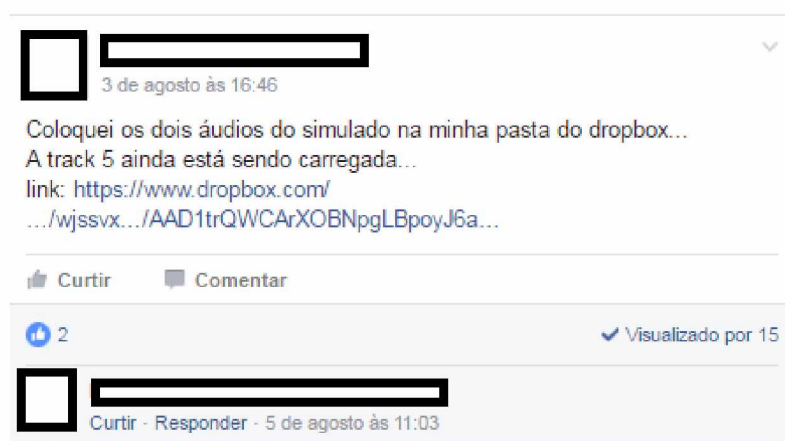 3 de agosto às 16:46
Coloquei os dois áudios do simulado na minha pasta do dropbox...
A track 5 ainda está sendo carregada...
link: https://www.dropbox.com/
.../wjssvx.../AAD1trQWCArXOBNpgLBpoyJ6a...
Curtir Comentar
2 Visualizado por 15
Curtir · Responder · 5 de agosto às 11:03